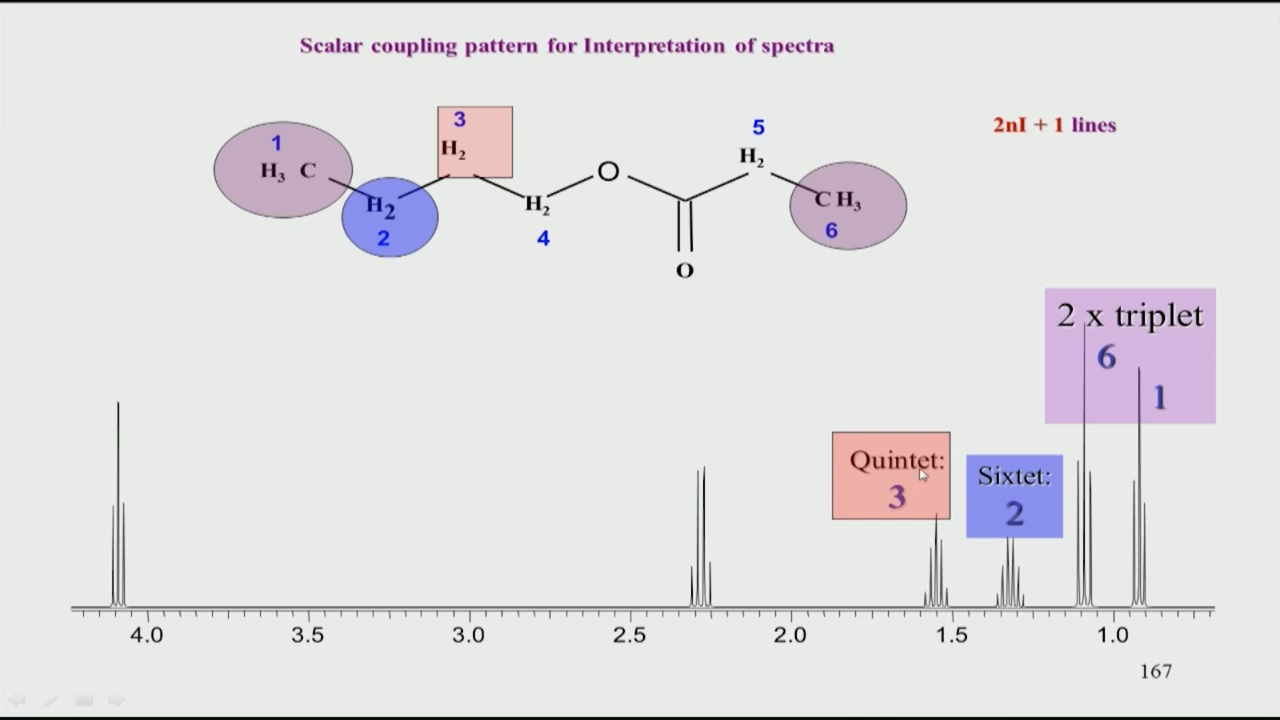 Scalar coupling pattern for Interpretation of spectra
2nI + 1 lines
1
H₃ C
H2
2
3
H₂
H₂
4
O
O
5
H₂
CH₃
6
2 x triplet
6
1
Quintet:
3
Sixtet:
2
4.0 3.5 3.0 2.5 2.0 1.5 1.0
167